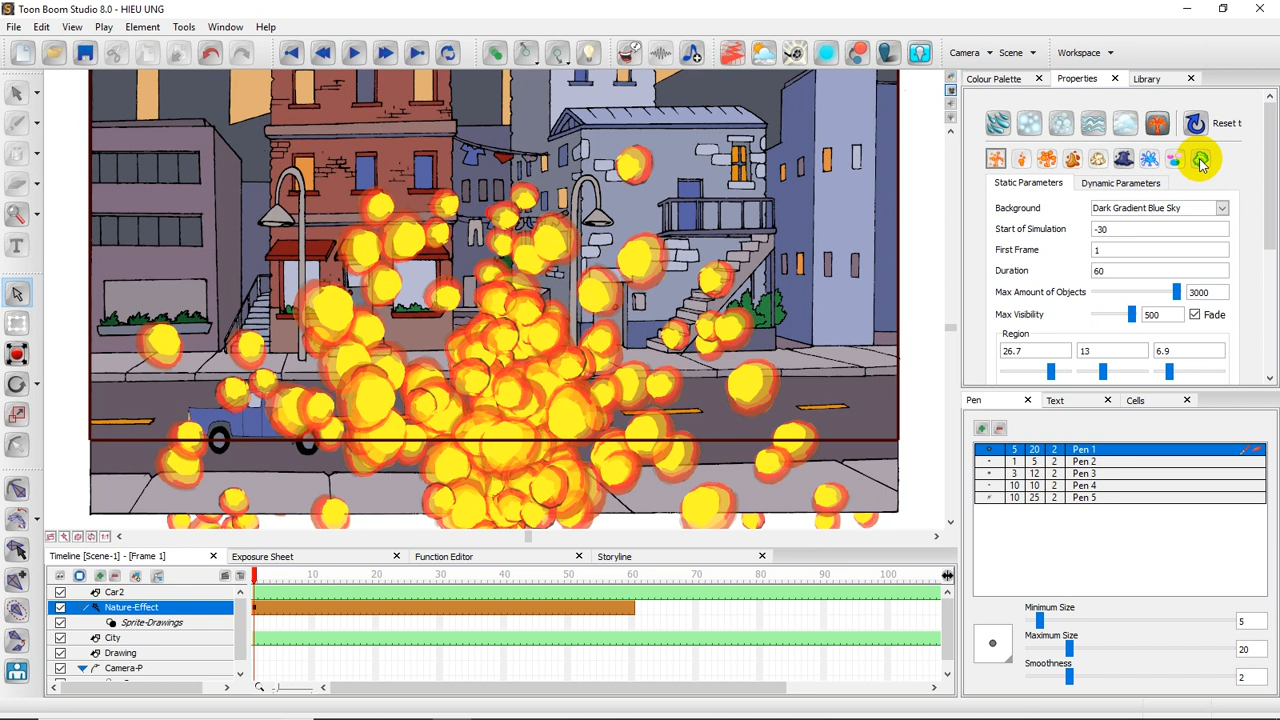 Toon Boom Studio 8.0 - HIEU UNG
File Edit View Play Element Tools Window Help
Camera Scene Workspace
Colour Palette Properties Library
Reset t
Static Parameters Dynamic Parameters
Background Dark Gradient Blue Sky
Start of Simulation -30
First Frame 1
Duration 60
Max Amount of Objects 3000
Max Visibility 500 Fade
Region
26.7 13 6.9
Pen Text Cells
5 20 2 Pen 1
1 5 2 Pen 2
3 12 2 Pen 3
10 10 2 Pen 4
10 25 2 Pen 5
Timeline [Scene-1] - [Frame 1] Exposure Sheet Function Editor Storyline
10 20 30 40 50 60 70 80 90 100
Car2
Nature-Effect
Sprite-Drawings
City
Drawing
Camera-P
Minimum Size
5
Maximum Size
20
Smoothness
2